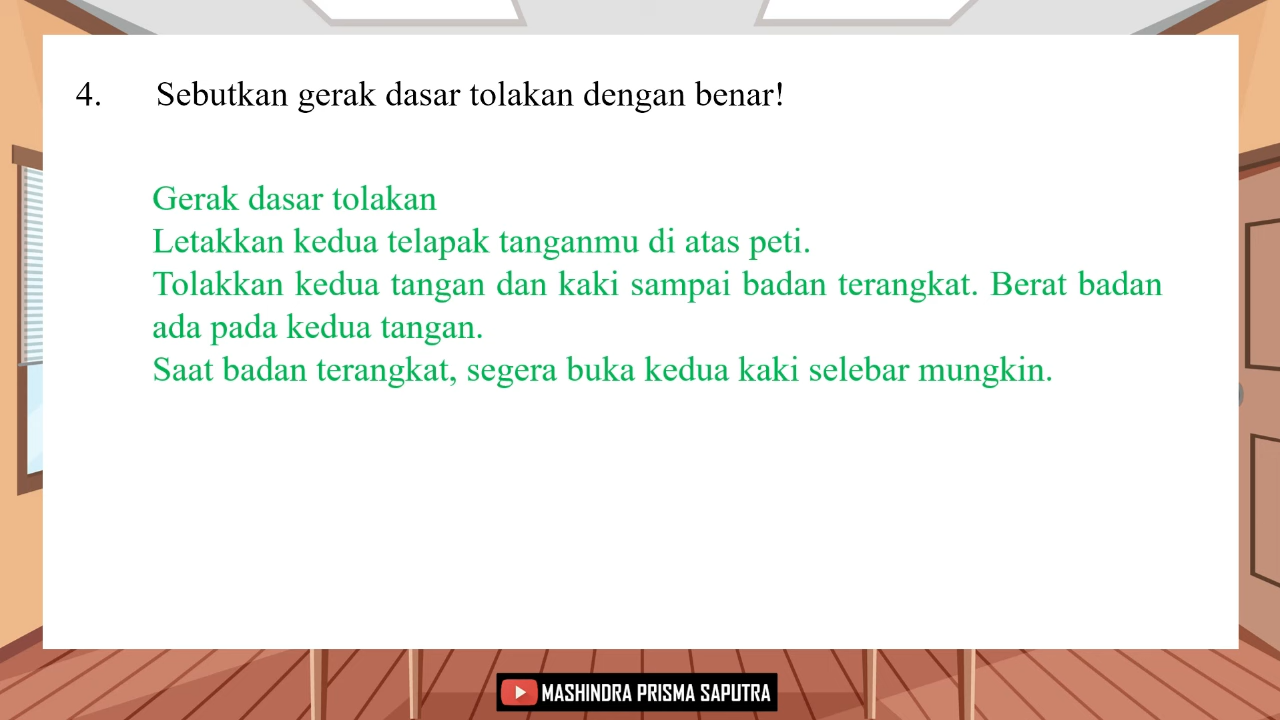 4. Sebutkan gerak dasar tolakan dengan benar!
Gerak dasar tolakan
Letakkan kedua telapak tanganmu di atas peti.
Tolakkan kedua tangan dan kaki sampai badan terangkat. Berat badan
ada pada kedua tangan.
Saat badan terangkat, segera buka kedua kaki selebar mungkin.
MASHINDRA PRISMA SAPUTRA